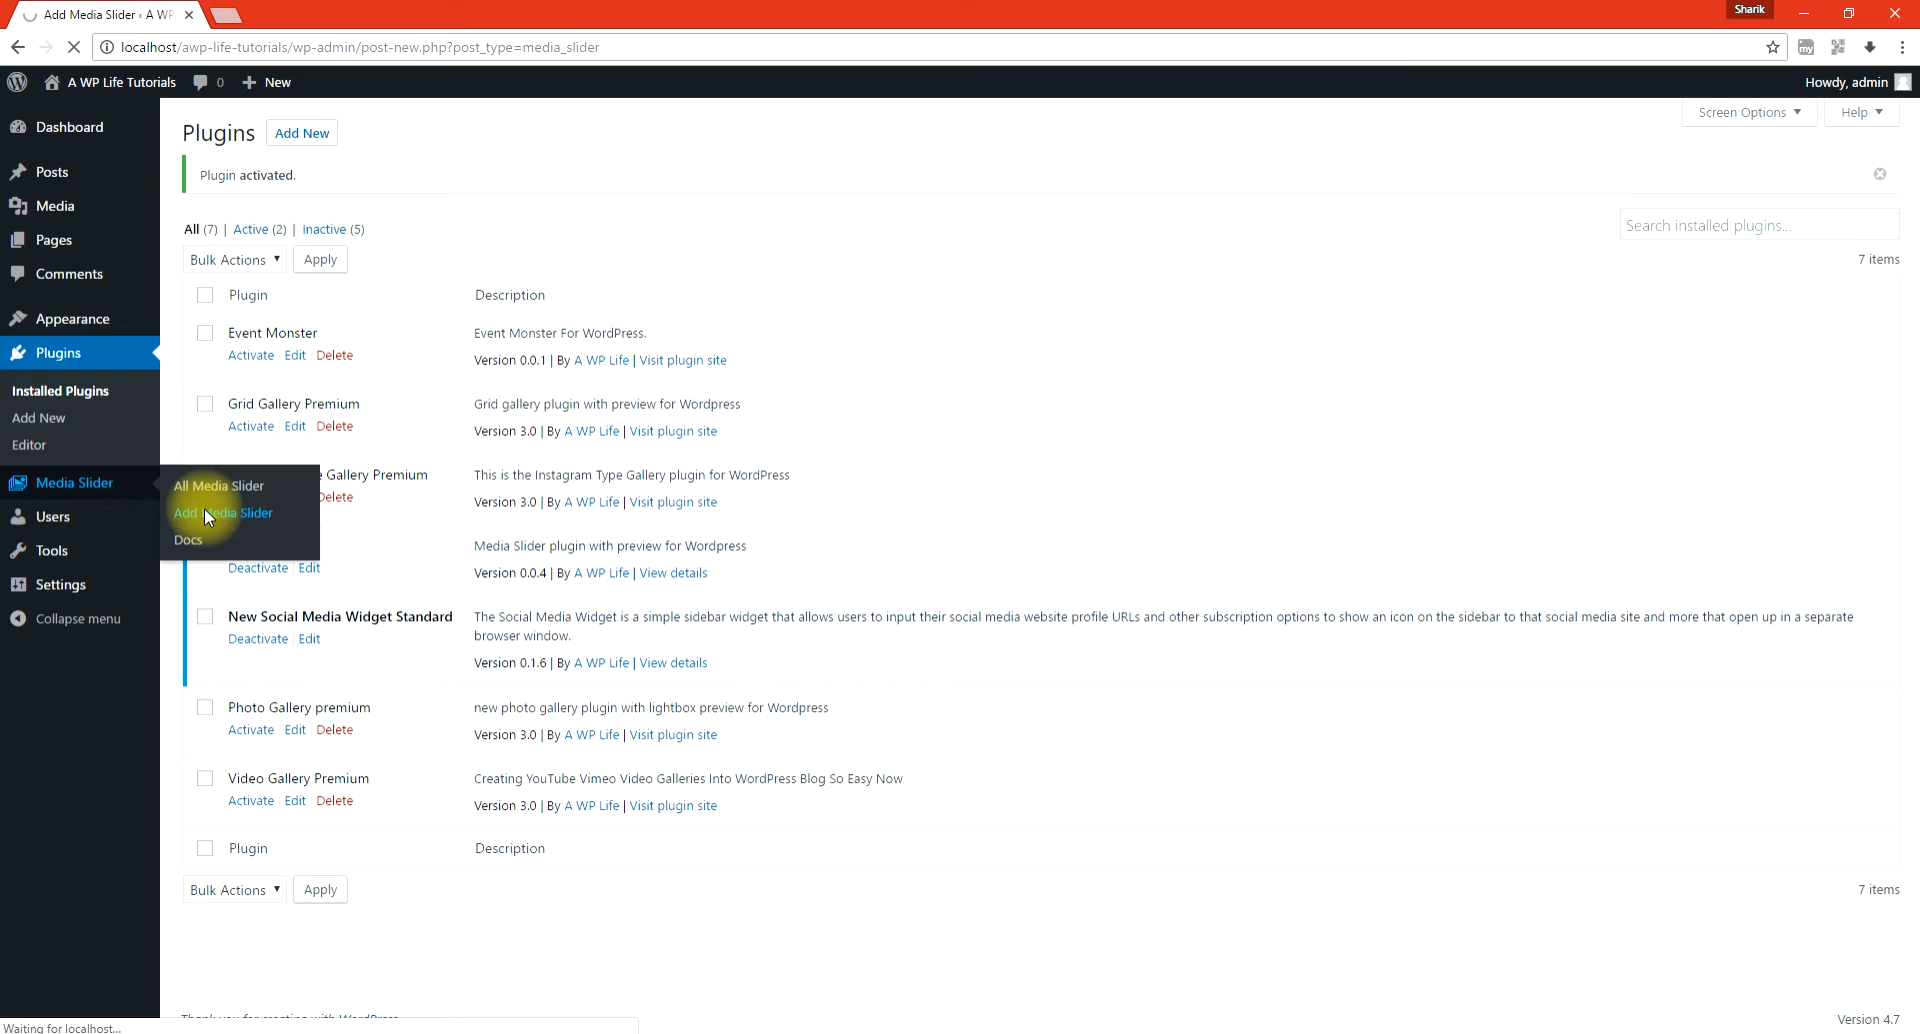 Add Media Slider ‹ A WP
Sharik
localhost/awp-life-tutorials/wp-admin/post-new.php?post_type=media_slider
my
A WP Life Tutorials 0 New
Howdy, admin
Dashboard
Posts
Media
Pages
Comments
Appearance
Plugins
Installed Plugins
Add New
Editor
Media Slider
Users
Tools
Settings
Collapse menu
All Media Slider
Add Media Slider
Docs
Screen Options
Help
Plugins Add New
Plugin activated.
All (7) | Active (2) | Inactive (5)
Search installed plugins...
Bulk Actions Apply
7 items
Plugin Description
Event Monster
Activate Edit Delete
Event Monster For WordPress.
Version 0.0.1 | By A WP Life | Visit plugin site
Grid Gallery Premium
Activate Edit Delete
Grid gallery plugin with preview for Wordpress
Version 3.0 | By A WP Life | Visit plugin site
Gallery Premium
Delete
This is the Instagram Type Gallery plugin for WordPress
Version 3.0 | By A WP Life | Visit plugin site
Deactivate Edit
Media Slider plugin with preview for Wordpress
Version 0.0.4 | By A WP Life | View details
New Social Media Widget Standard
Deactivate Edit
The Social Media Widget is a simple sidebar widget that allows users to input their social media website profile URLs and other subscription options to show an icon on the sidebar to that social media site and more that open up in a separate
browser window.
Version 0.1.6 | By A WP Life | View details
Photo Gallery premium
Activate Edit Delete
new photo gallery plugin with lightbox preview for Wordpress
Version 3.0 | By A WP Life | Visit plugin site
Video Gallery Premium
Activate Edit Delete
Creating YouTube Vimeo Video Galleries Into WordPress Blog So Easy Now
Version 3.0 | By A WP Life | Visit plugin site
Plugin Description
Bulk Actions Apply
7 items
Thank you for creating with WordPress
Version 4.7
Waiting for localhost...